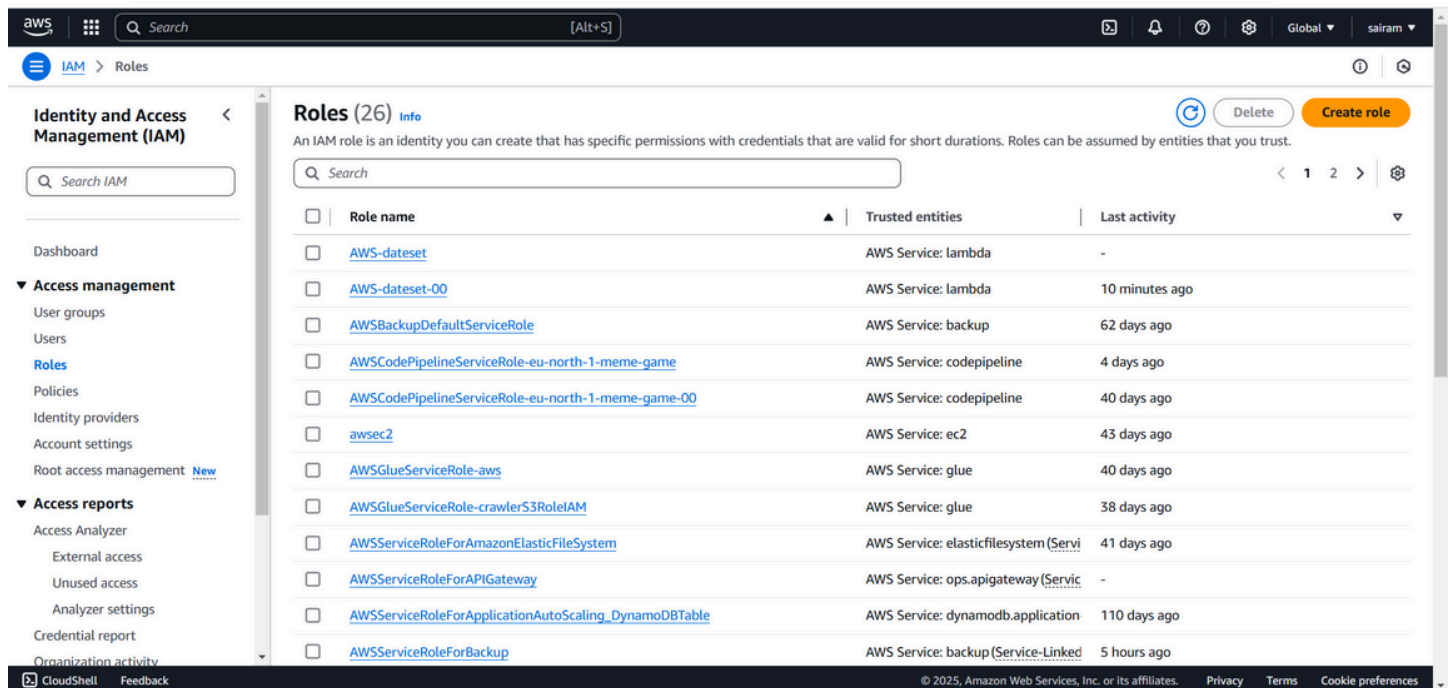 aws Search [Alt+S] Global sairam
IAM > Roles
Identity and Access Management (IAM)
Search IAM
Dashboard
Access management
User groups
Users
Roles
Policies
Identity providers
Account settings
Root access management New
Access reports
Access Analyzer
External access
Unused access
Analyzer settings
Credential report
Organization activity
Roles (26) Info Delete Create role
An IAM role is an identity you can create that has specific permissions with credentials that are valid for short durations. Roles can be assumed by entities that you trust.
Search 1 2
Role name Trusted entities Last activity
AWS-dateset AWS Service: lambda -
AWS-dateset-00 AWS Service: lambda 10 minutes ago
AWSBackupDefaultServiceRole AWS Service: backup 62 days ago
AWSCodePipelineServiceRole-eu-north-1-meme-game AWS Service: codepipeline 4 days ago
AWSCodePipelineServiceRole-eu-north-1-meme-game-00 AWS Service: codepipeline 40 days ago
awsec2 AWS Service: ec2 43 days ago
AWSGlueServiceRole-aws AWS Service: glue 40 days ago
AWSGlueServiceRole-crawlerS3RoleIAM AWS Service: glue 38 days ago
AWSServiceRoleForAmazonElasticFileSystem AWS Service: elasticfilesystem (Servi 41 days ago
AWSServiceRoleForAPIGateway AWS Service: ops.apigateway (Servic -
AWSServiceRoleForApplicationAutoScaling_DynamoDBTable AWS Service: dynamodb.application- 110 days ago
AWSServiceRoleForBackup AWS Service: backup (Service-Linked 5 hours ago
CloudShell Feedback © 2025, Amazon Web Services, Inc. or its affiliates. Privacy Terms Cookie preferences